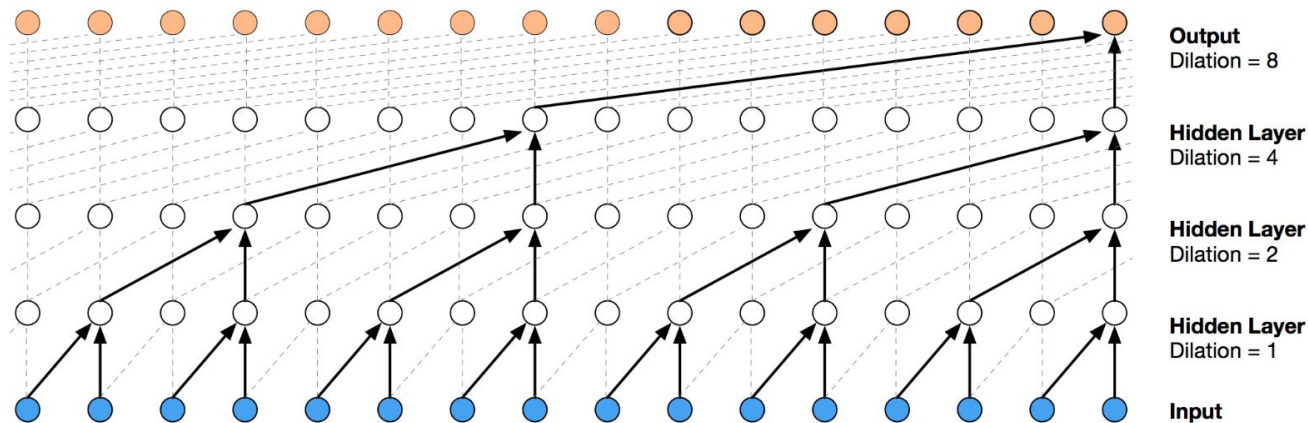 Output
Dilation = 8
Hidden Layer
Dilation = 4
Hidden Layer
Dilation = 2
Hidden Layer
Dilation = 1
Input